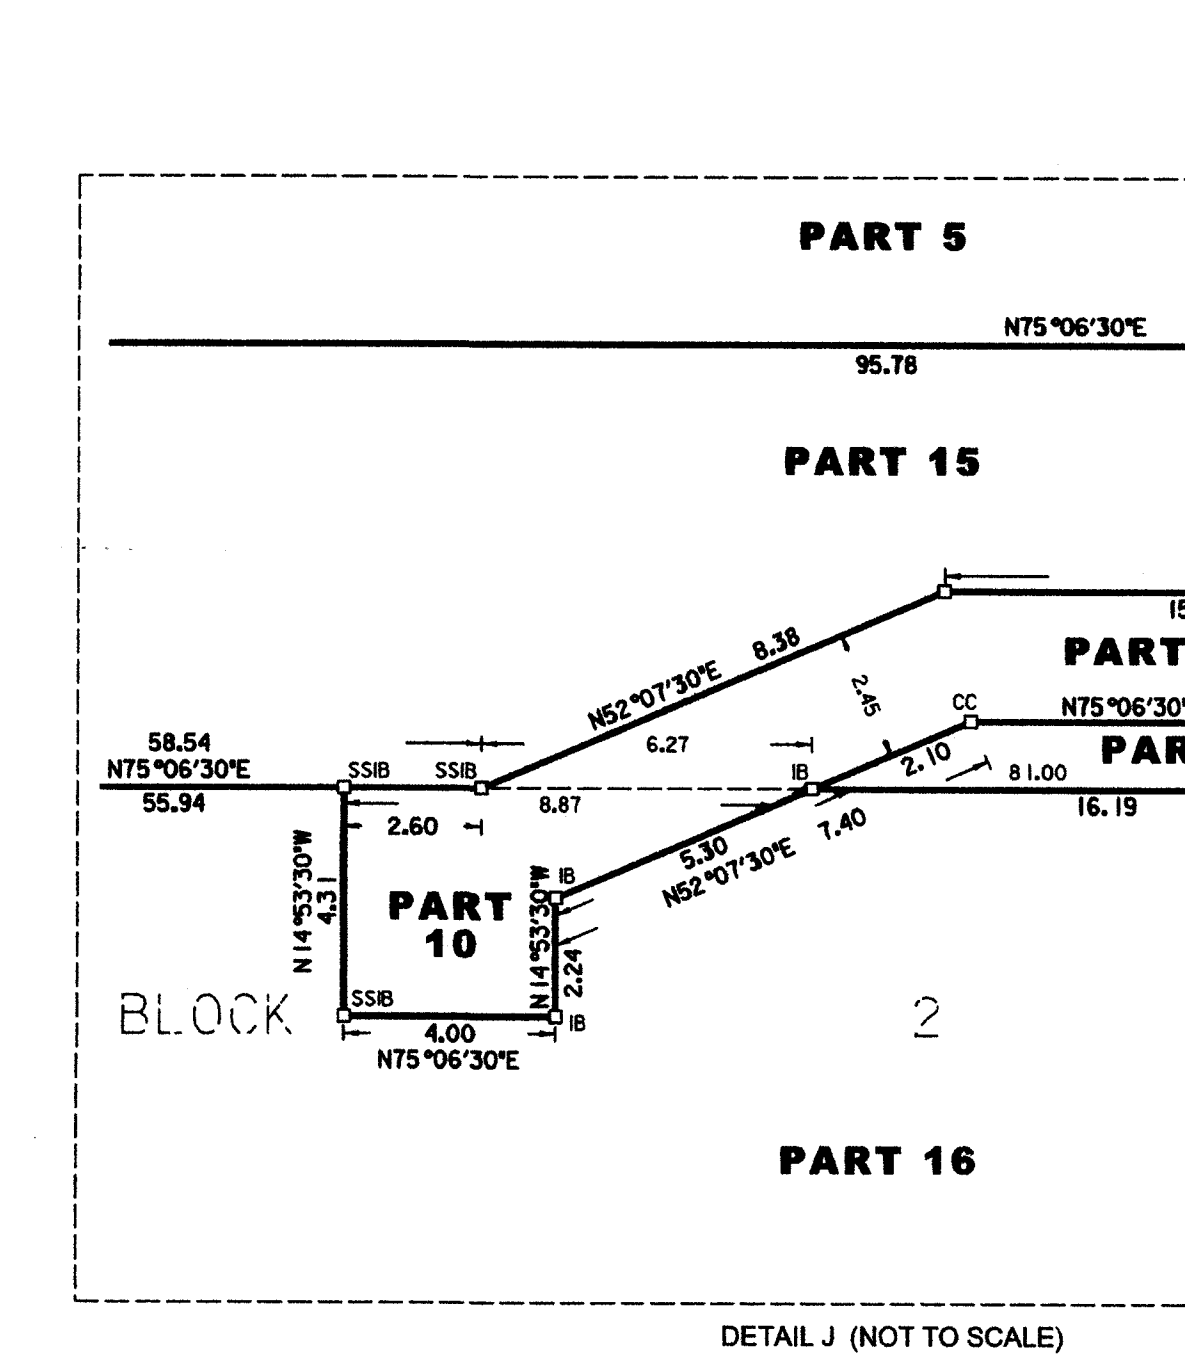 PART 5
N75°06'30"E
95.78
PART 15
15
8.38
N52°07'30"E
PART
2.45
CC
N75°06'30"
58.54
6.27
PAR
N75°06'30"E
SSIB
SSIB
IB
2.10
81.00
55.94
8.87
16.19
2.60
7.40
5.30
N52°07'30"E
N14°53'30"W
4.31
IB
PART
10
N14°53'30"W
2.24
SSIB
BLOCK
2
IB
4.00
N75°06'30"E
PART 16
DETAIL J (NOT TO SCALE)